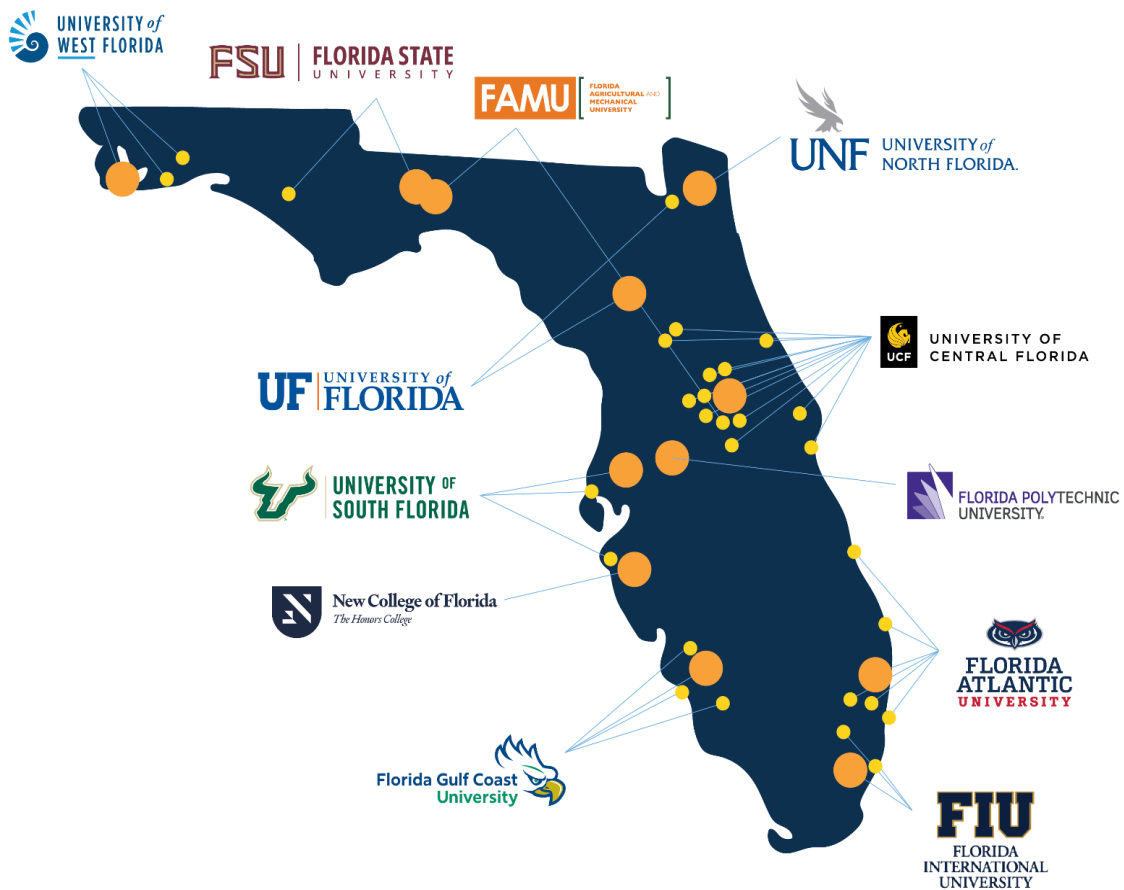 UNIVERSITY of
WEST FLORIDA
FSU
FLORIDA STATE
UNIVERSITY
FAMU
FLORIDA
AGRICULTURAL AND
MECHANICAL
UNIVERSITY
UNF
UNIVERSITY of
NORTH FLORIDA.
UCF
UNIVERSITY OF
CENTRAL FLORIDA
UF
UNIVERSITY of
FLORIDA
UNIVERSITY OF
SOUTH FLORIDA
FLORIDA POLYTECHNIC
UNIVERSITY
New College of Florida
The Honors College
FLORIDA
ATLANTIC
UNIVERSITY
Florida Gulf Coast
University
FIU
FLORIDA
INTERNATIONAL
UNIVERSITY